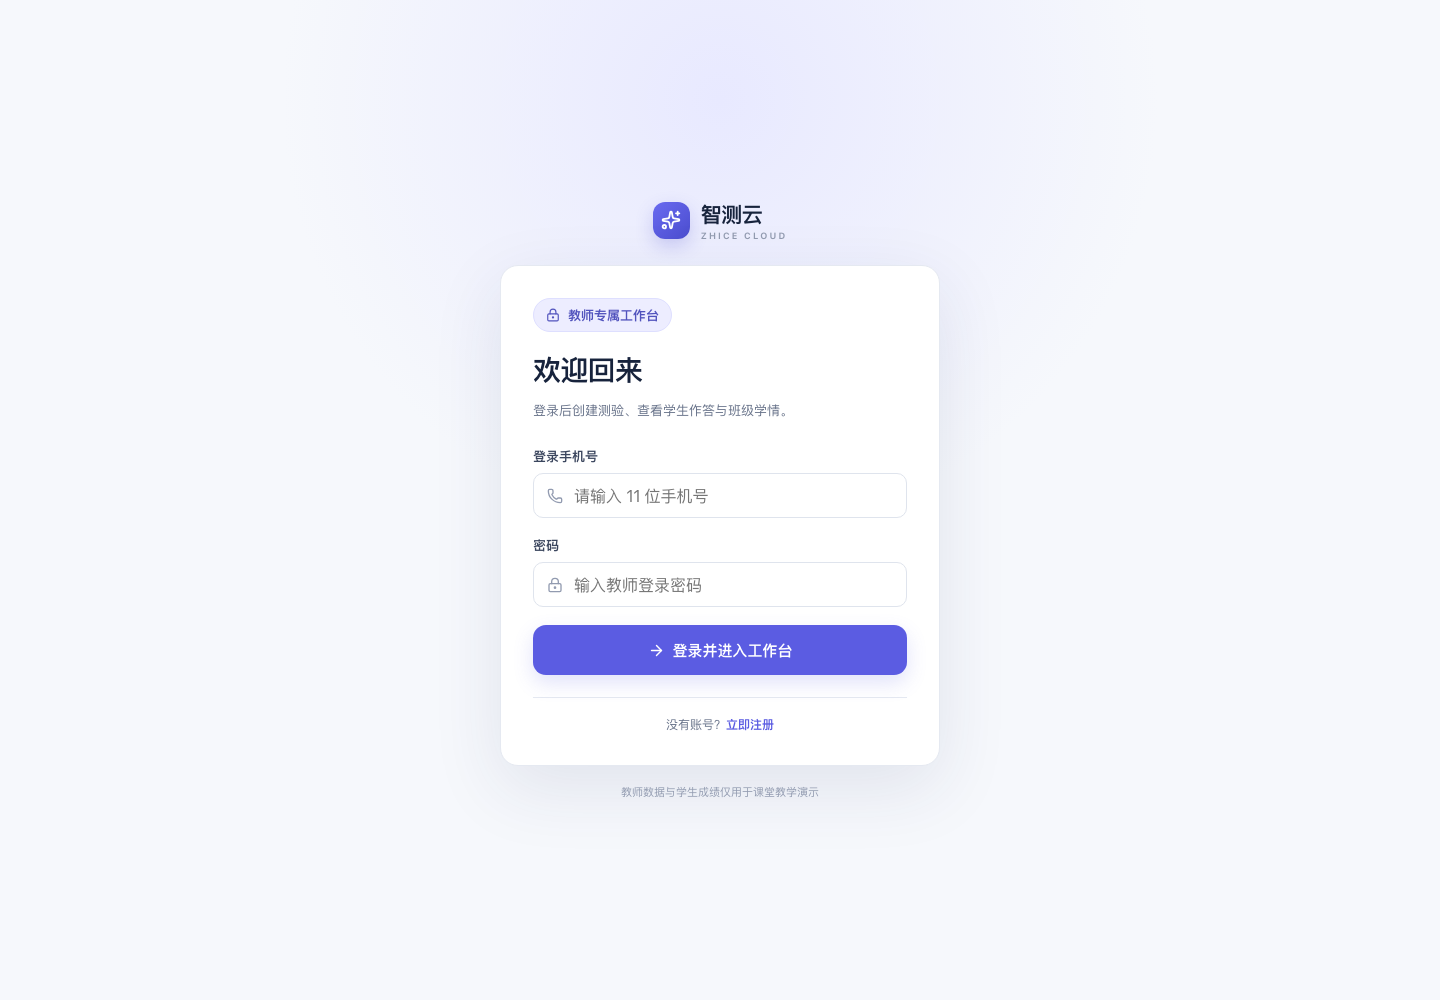 智测云
ZHICE CLOUD
教师专属工作台
欢迎回来
登录后创建测验、查看学生作答与班级学情。
登录手机号
请输入 11 位手机号
密码
输入教师登录密码
登录并进入工作台
没有账号? 立即注册
教师数据与学生成绩仅用于课堂教学演示